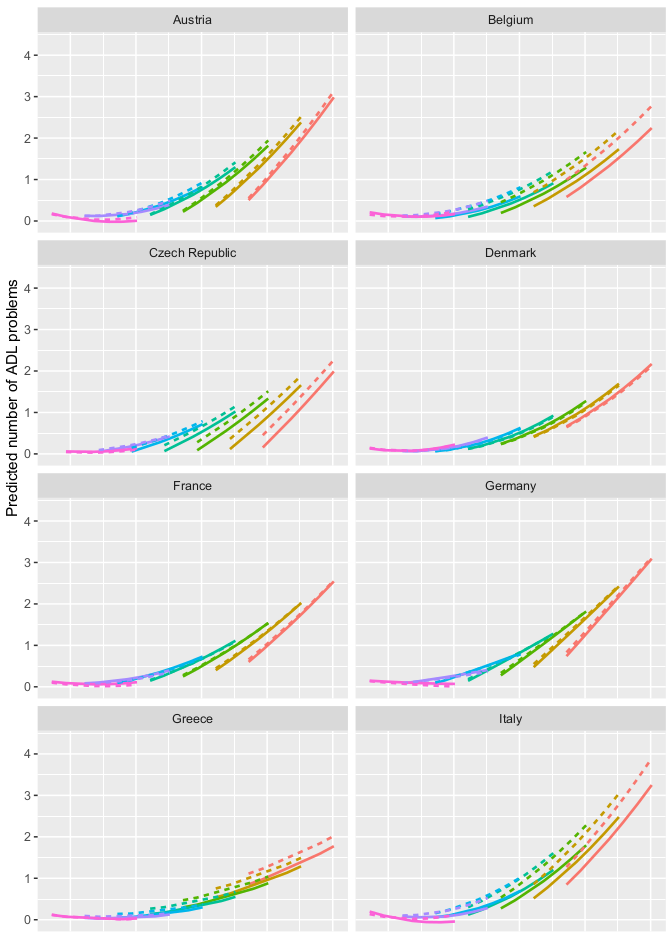 Austria
Belgium
4
3
2
1
0
Czech Republic
Denmark
4
3
2
1
0
Predicted number of ADL problems
France
Germany
4
3
2
1
0
Greece
Italy
4
3
2
1
0